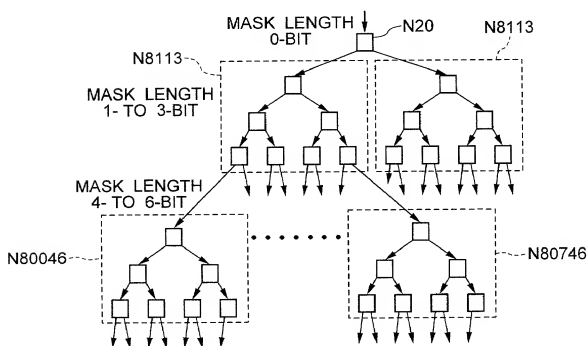 MASK LENGTH
0-BIT
N20
N8113
N8113
MASK LENGTH
1- TO 3-BIT
MASK LENGTH
4- TO 6-BIT
N80046
N80746